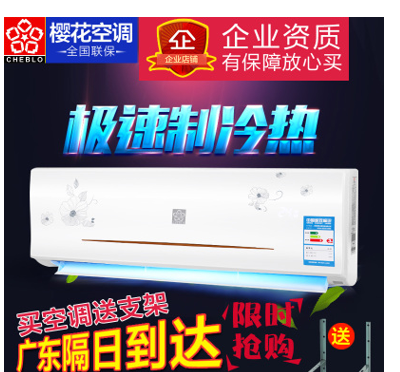 樱花空调
全国联保
CHEBLO
企
企业店铺
企业资质
有保障放心买
极速制冷热
买空调送支架
广东隔日到达
限时
抢购
送